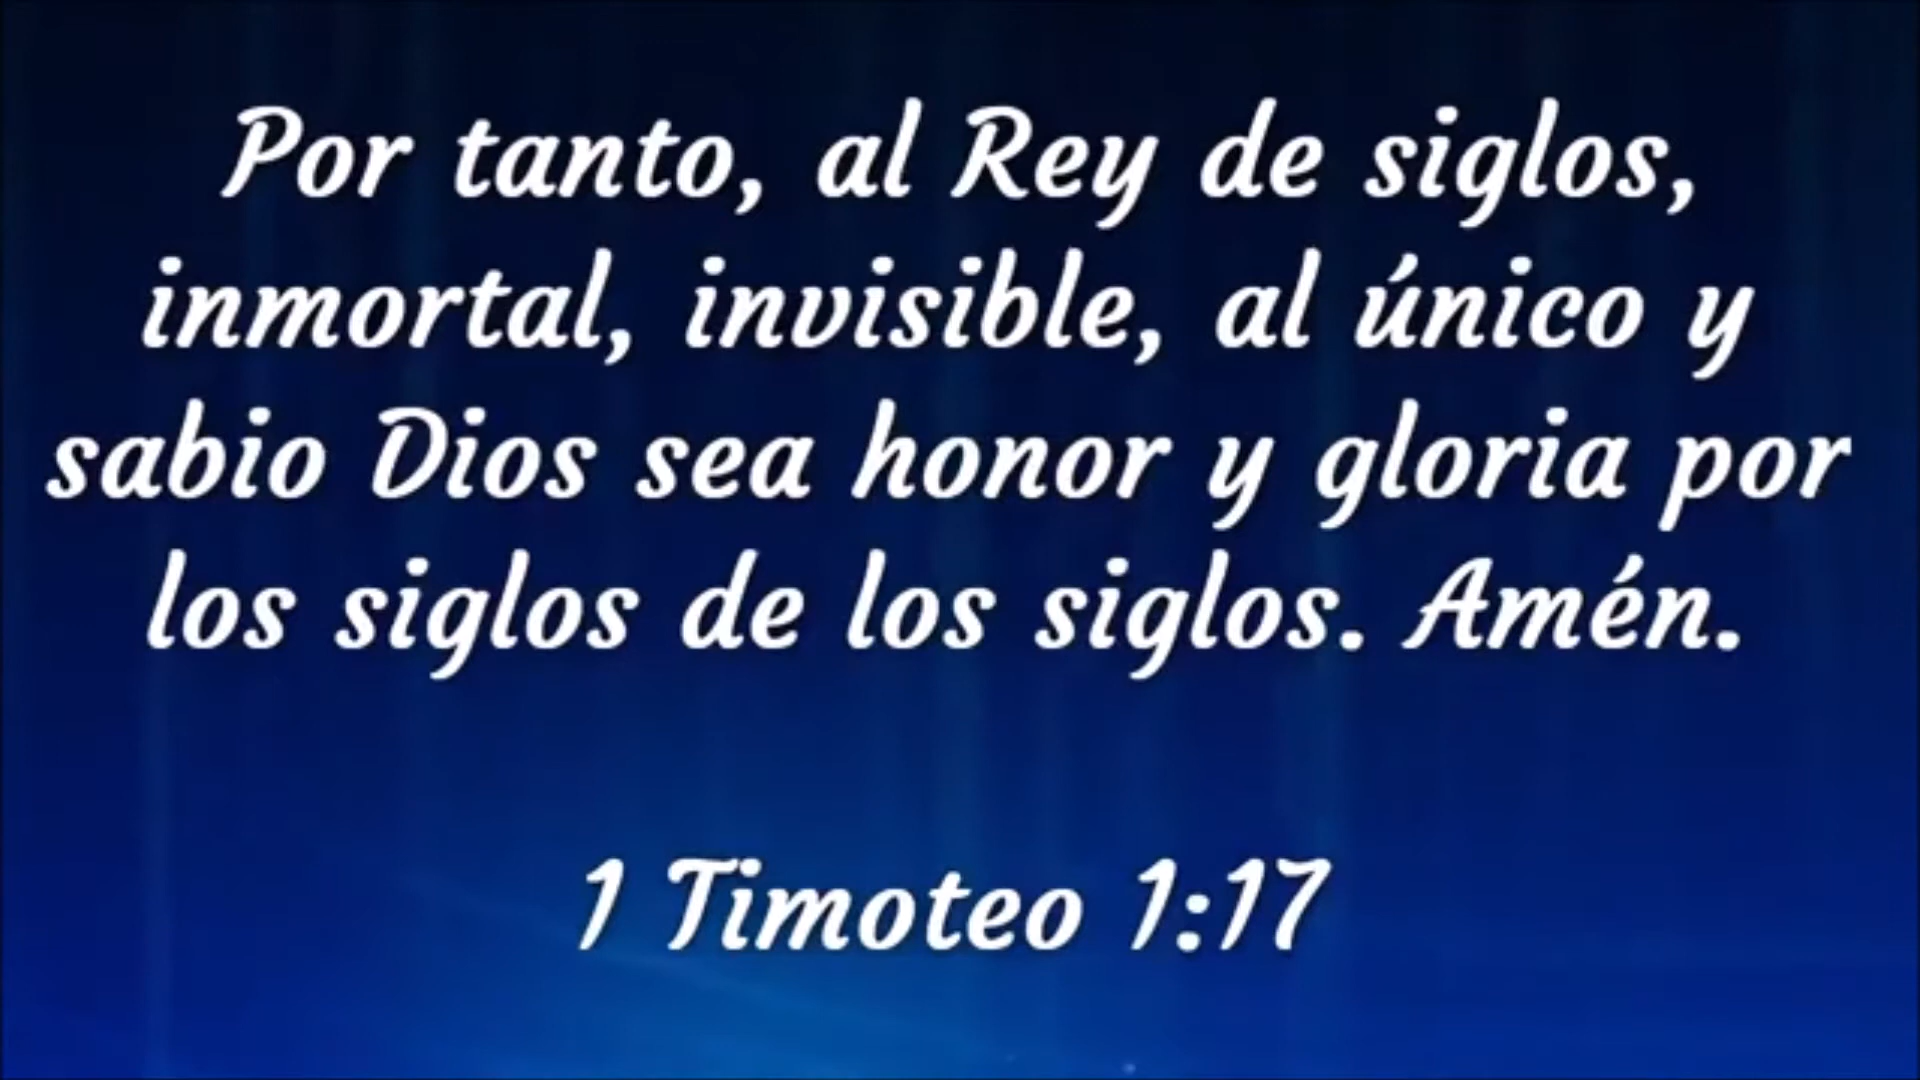 Por tanto, al Rey de siglos,
inmortal, invisible, al único y
sabio Dios sea honor y gloria por
los siglos de los siglos. Amén.
1 Timoteo 1:17